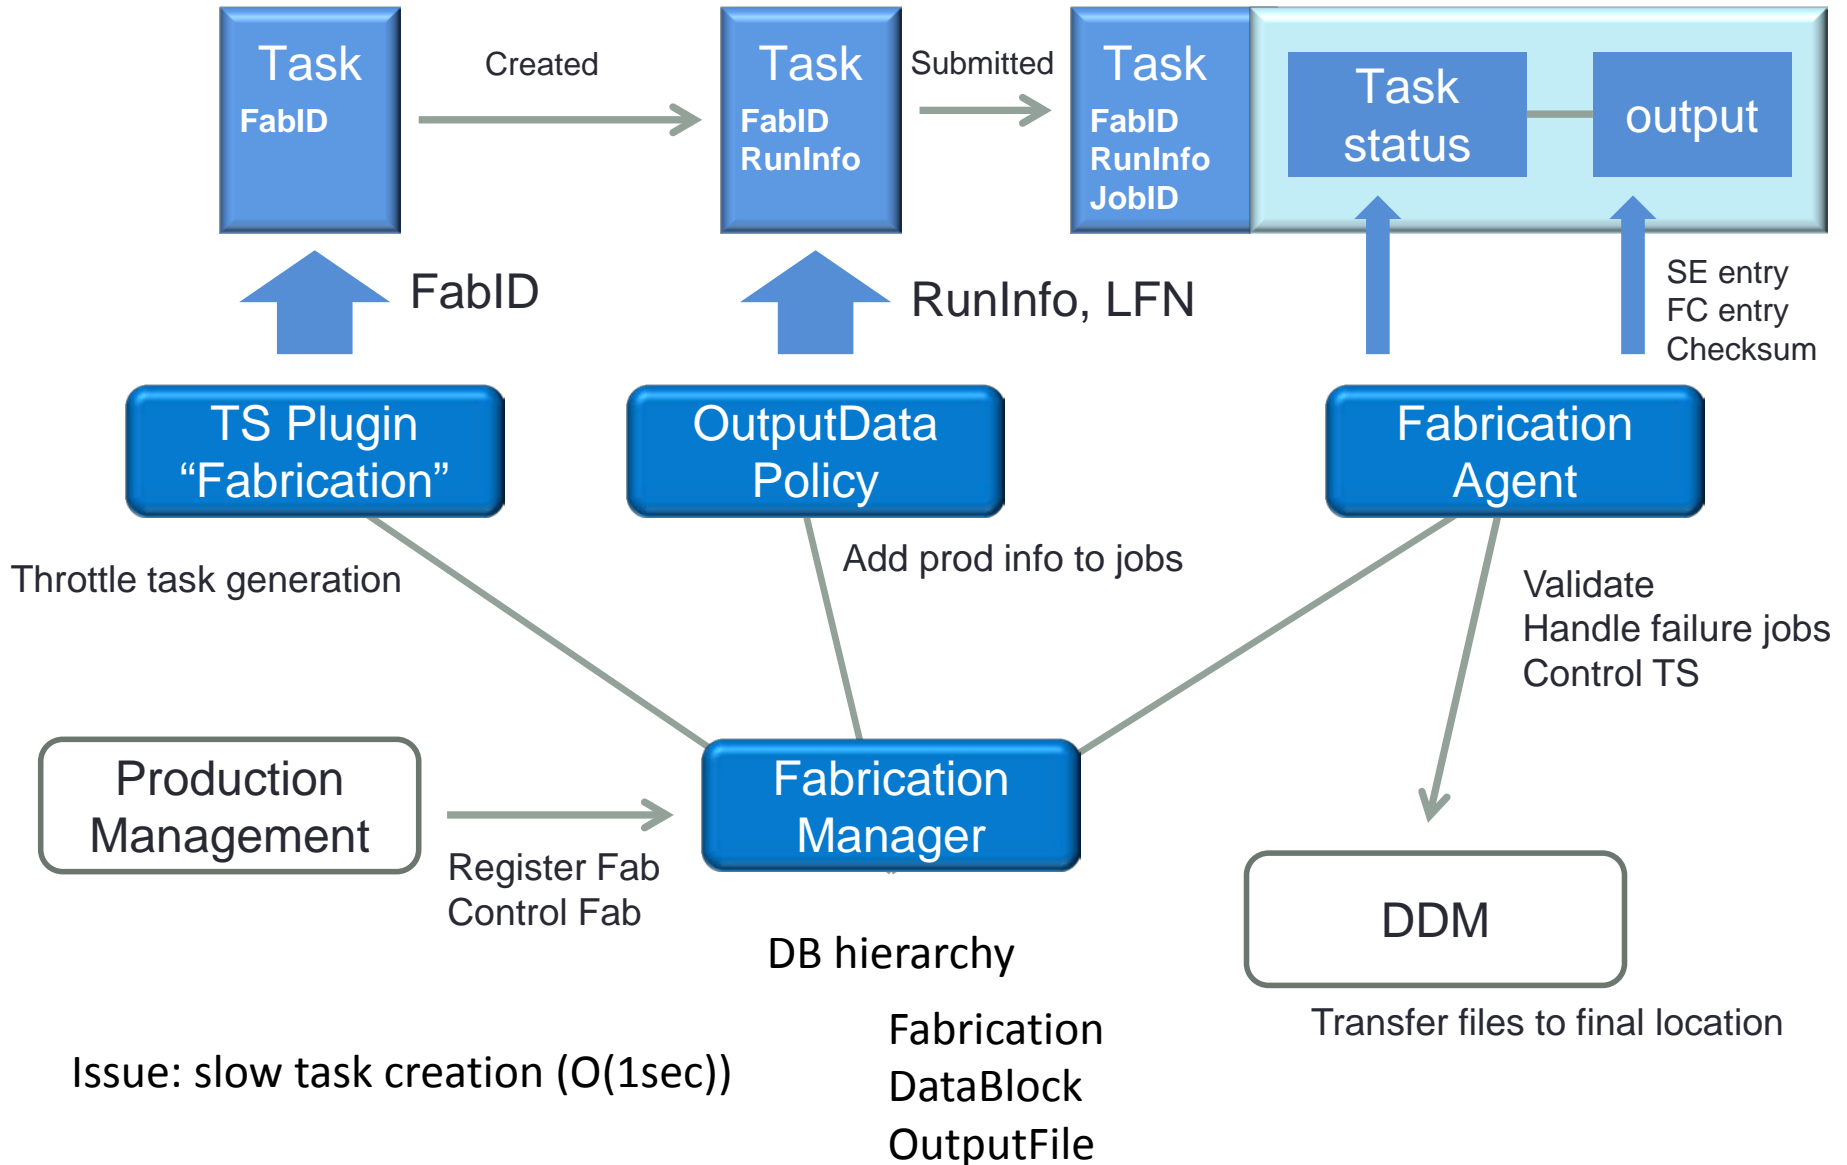 Task
FabID
Created
Task
FabID
RunInfo
Submitted
Task
FabID
RunInfo
JobID
Task
status
output
FabID
RunInfo, LFN
SE entry
FC entry
Checksum
TS Plugin
“Fabrication”
OutputData
Policy
Fabrication
Agent
Throttle task generation
Add prod info to jobs
Validate
Handle failure jobs
Control TS
Production
Management
Register Fab
Control Fab
Fabrication
Manager
DDM
DB hierarchy
Transfer files to final location
Fabrication
DataBlock
OutputFile
Issue: slow task creation (O(1sec))